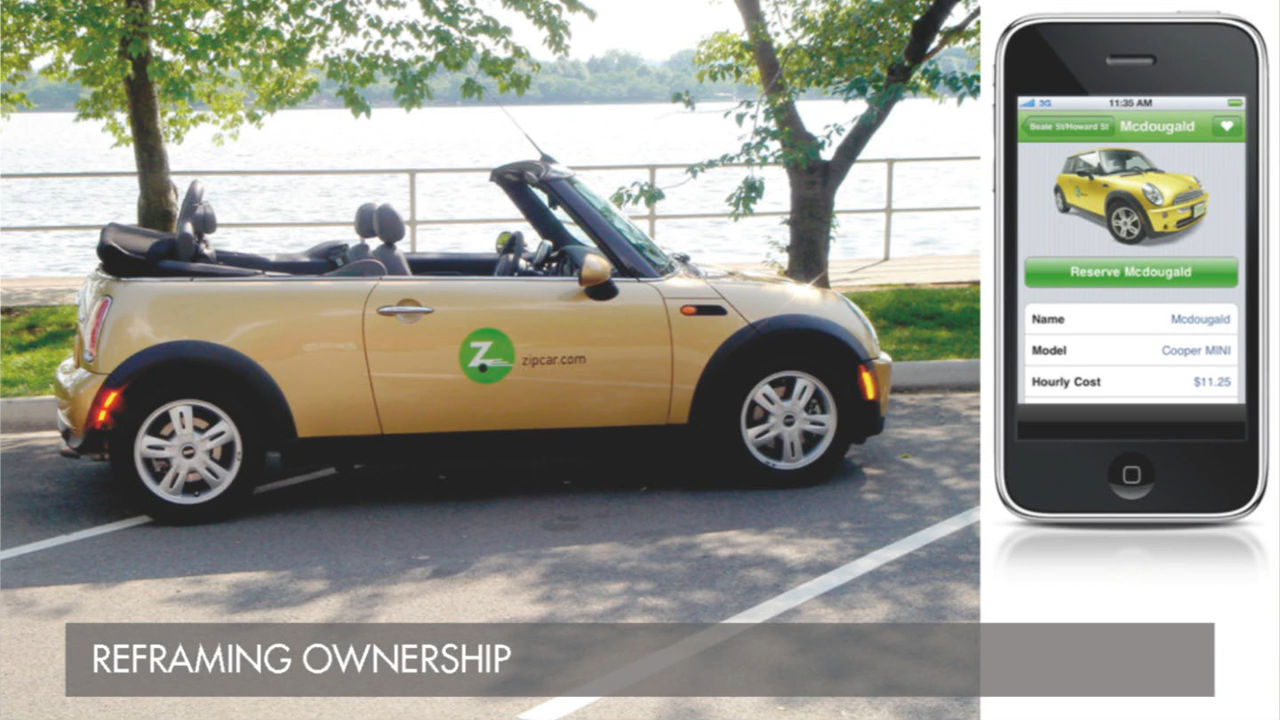 Z
zipcar.com
3G 11:35 AM
Beale St/Howard St Mcdougald
Reserve Mcdougald
Name Mcdougald
Model Cooper MINI
Hourly Cost $11.25
REFRAMING OWNERSHIP